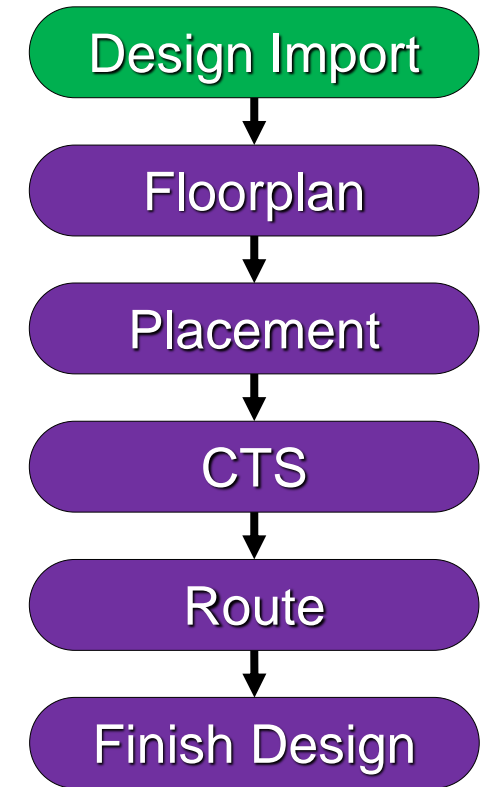 Design Import
Floorplan
Placement
CTS
Route
Finish Design